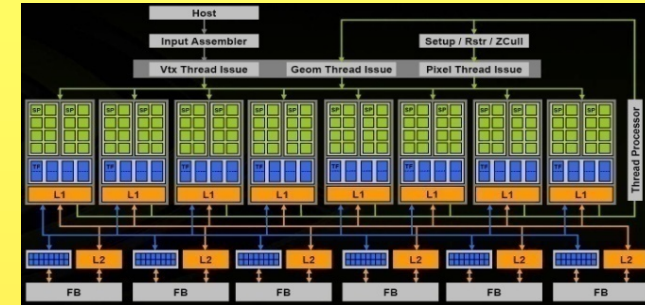 Host
Input Assembler
Setup / Rstr / ZCull
Vtx Thread Issue
Geom Thread Issue
Pixel Thread Issue
SP SP SP SP SP SP SP SP SP SP SP SP SP SP SP SP
TF TF TF TF TF TF TF TF
L1 L1 L1 L1 L1 L1 L1 L1
Thread Processor
L2 L2 L2 L2 L2 L2
FB FB FB FB FB FB